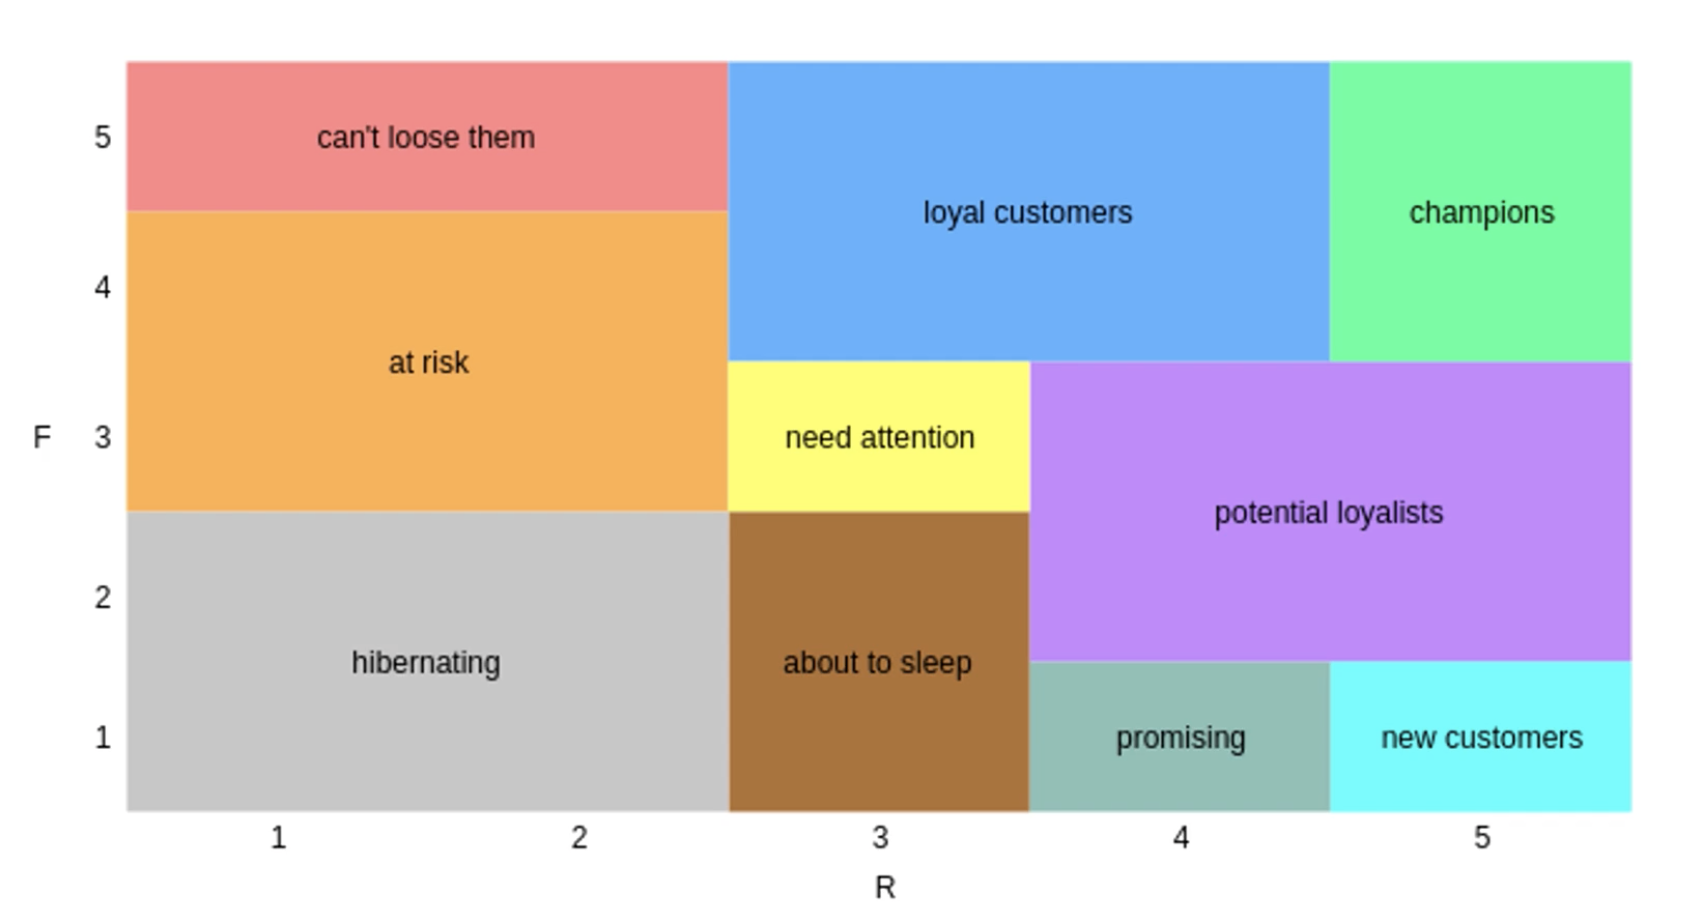 5
can't loose them
loyal customers
champions
4
at risk
F
3
need attention
potential loyalists
2
hibernating
about to sleep
1
promising
new customers
1
2
3
4
5
R